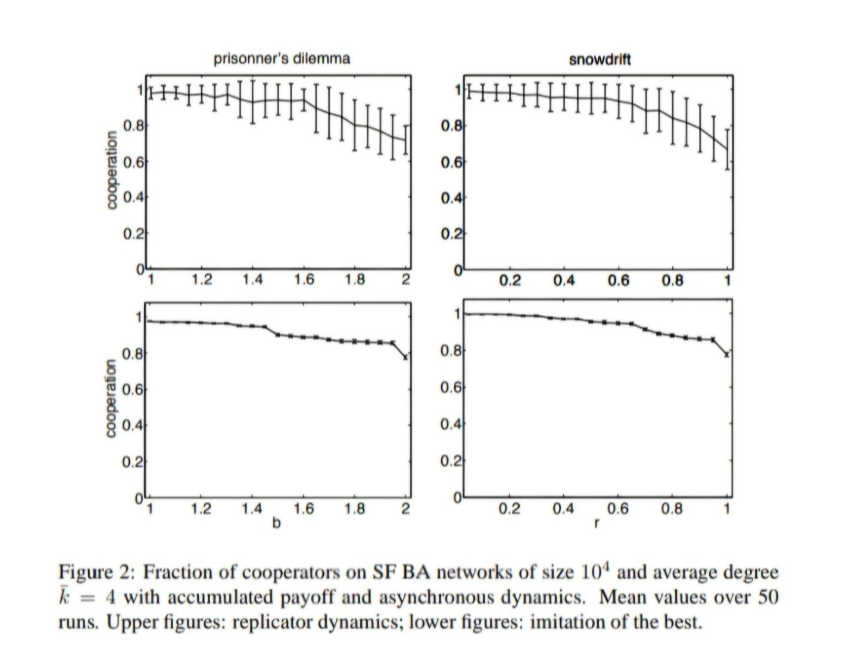 prisonner's dilemma
cooperation
1
0.8
0.6
0.4
0.2
0
1 1.2 1.4 1.6 1.8 2
snowdrift
1
0.8
0.6
0.4
0.2
0
0.2 0.4 0.6 0.8 1
cooperation
1
0.8
0.6
0.4
0.2
0
1 1.2 1.4 1.6 1.8 2
b
1
0.8
0.6
0.4
0.2
0
0.2 0.4 0.6 0.8 1
r
Figure 2: Fraction of cooperators on SF BA networks of size 10⁴ and average degree
k̄ = 4 with accumulated payoff and asynchronous dynamics. Mean values over 50
runs. Upper figures: replicator dynamics; lower figures: imitation of the best.